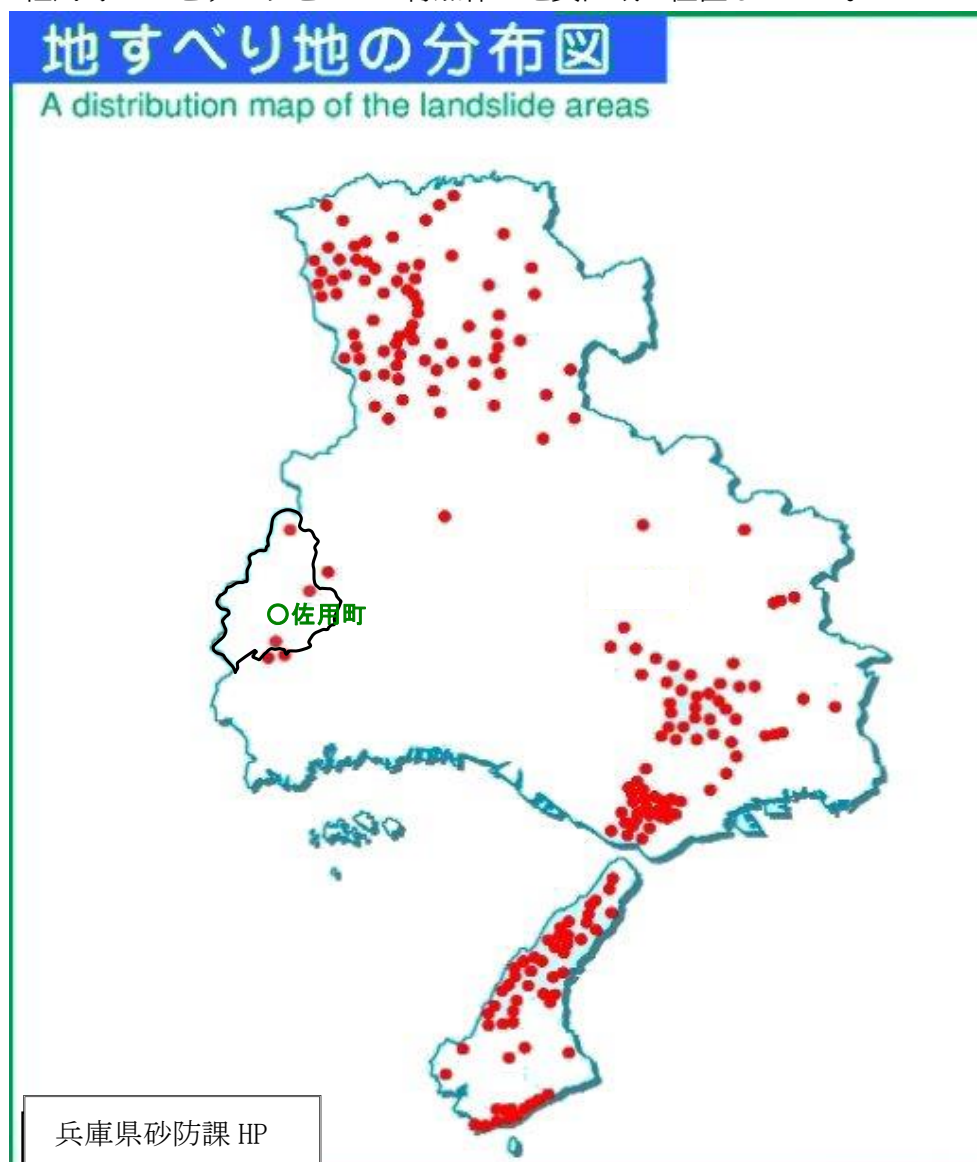 地すべり地の分布図
A distribution map of the landslide areas
○佐用町
兵庫県砂防課 HP